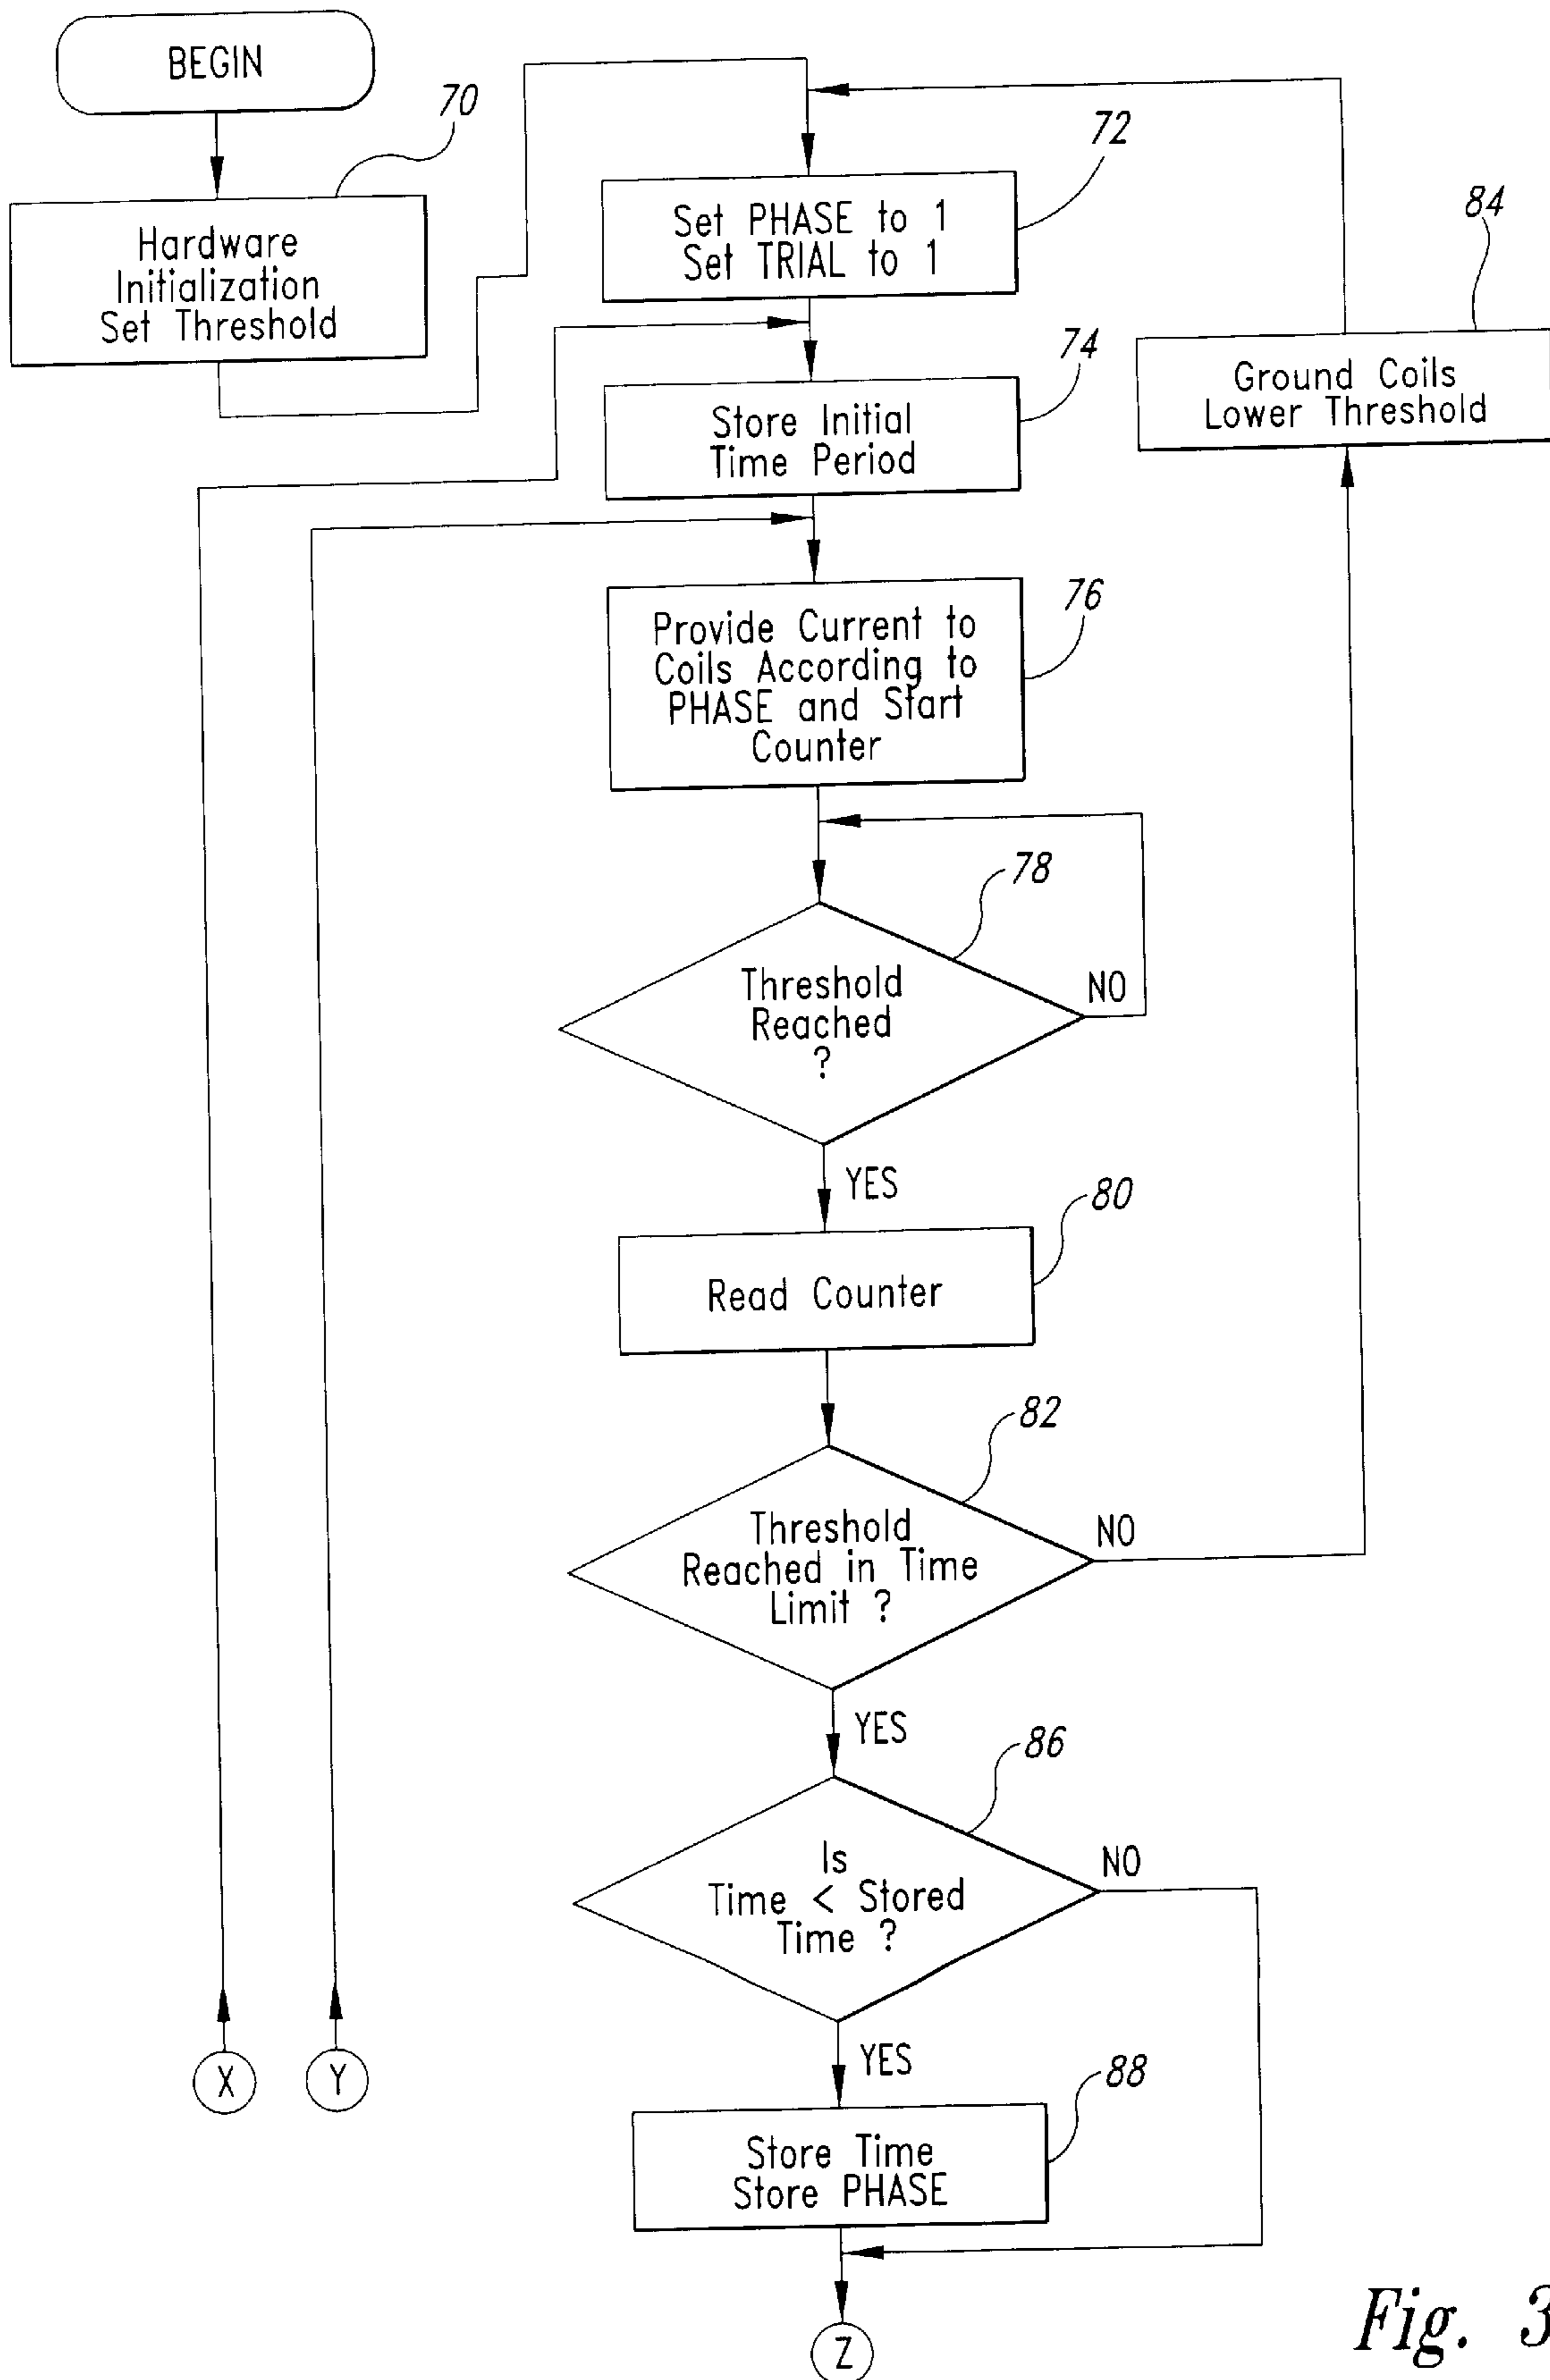 BEGIN
70
Hardware
Initialization
Set Threshold
72
Set PHASE to 1
Set TRIAL to 1
84
Ground Coils
Lower Threshold
74
Store Initial
Time Period
76
Provide Current to
Coils According to
PHASE and Start
Counter
78
Threshold
Reached
?
NO
YES
80
Read Counter
82
Threshold
Reached in Time
Limit ?
NO
YES
86
Is
Time < Stored
Time ?
NO
YES
X
Y
88
Store Time
Store PHASE
Z
Fig. 3